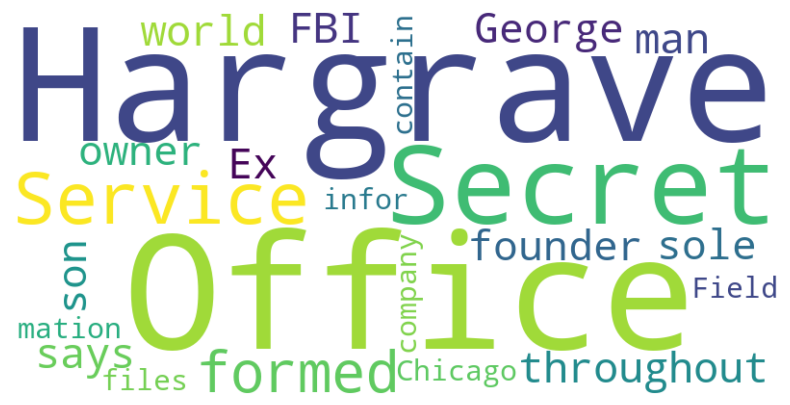 world FBI contain George man
Hargrave
owner Ex Service infor Secret
son Office company founder sole
Field
mation
says
files formed Chicago throughout